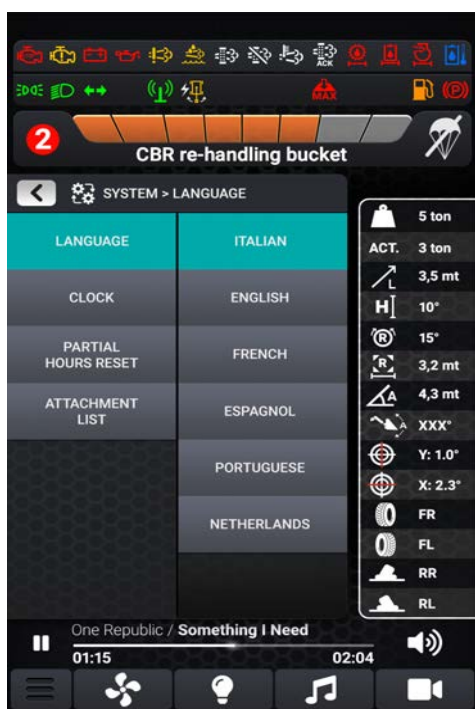 ACK
MAX
2
CBR re-handling bucket
SYSTEM > LANGUAGE
LANGUAGE
CLOCK
PARTIAL
HOURS RESET
ATTACHMENT
LIST
ITALIAN
ENGLISH
FRENCH
ESPAGNOL
PORTUGUESE
NETHERLANDS
5 ton
ACT. 3 ton
L 3,5 mt
H 10°
R 15°
R 3,2 mt
A 4,3 mt
A XXX°
Y: 1.0°
X: 2.3°
FR
FL
RR
RL
One Republic / Something I Need
01:15 02:04